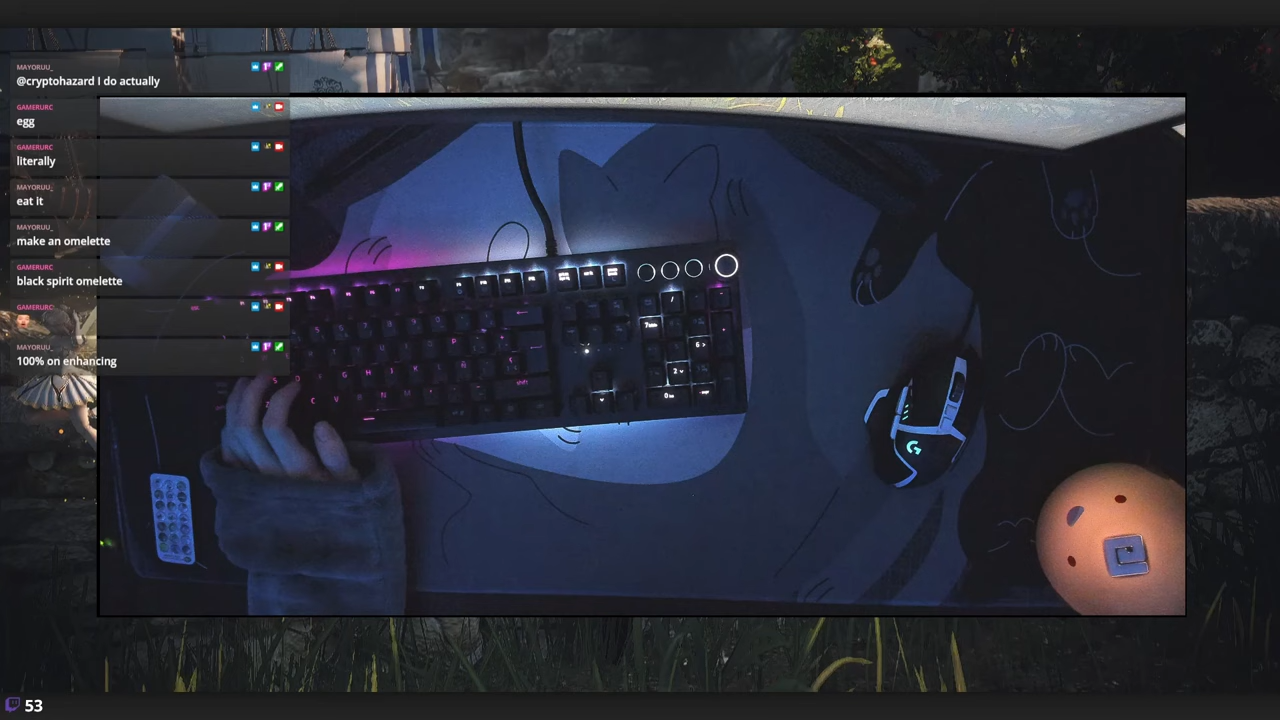 MAYORUU_
@cryptohazard I do actually
GAMERURC
egg
GAMERURC
literally
MAYORUU_
eat it
MAYORUU_
make an omelette
GAMERURC
black spirit omelette
GAMERURC
MAYORUU_
100% on enhancing
53